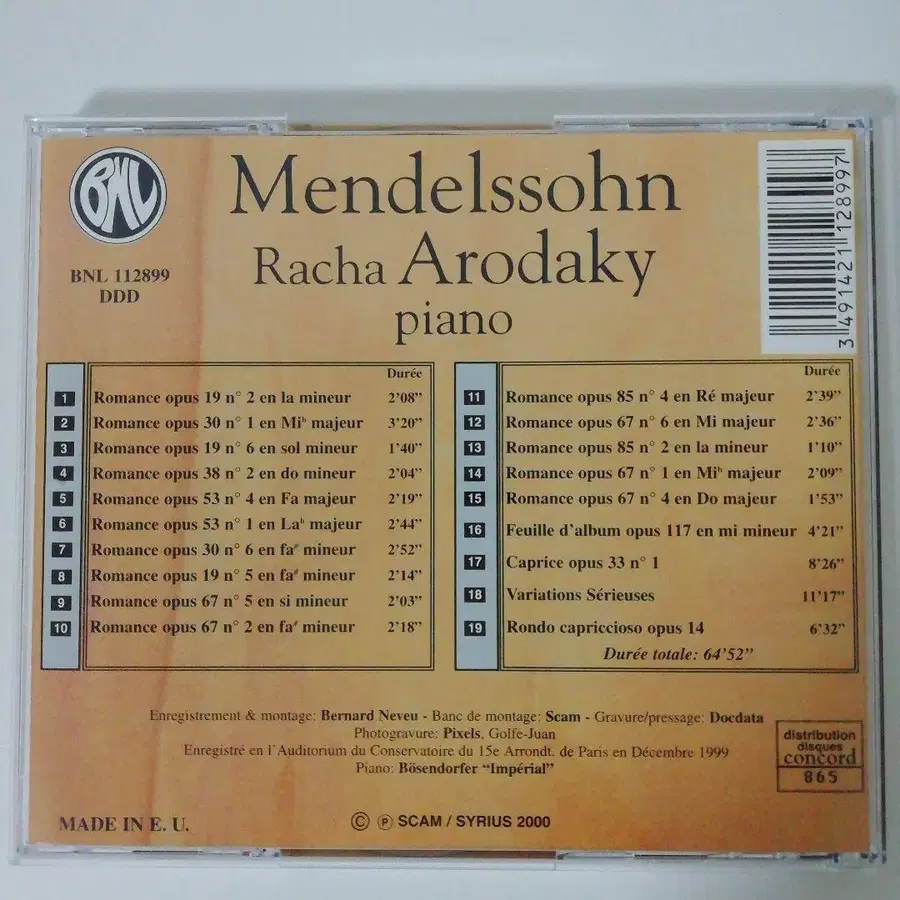 BNL
BNL 112899
DDD
Mendelssohn
Racha Arodaky
piano
3 491421 128997
Durée
1 Romance opus 19 n° 2 en la mineur 2’08”
2 Romance opus 30 n° 1 en Mi♭ majeur 3’20”
3 Romance opus 19 n° 6 en sol mineur 1’40”
4 Romance opus 38 n° 2 en do mineur 2’04”
5 Romance opus 53 n° 4 en Fa majeur 2’19”
6 Romance opus 53 n° 1 en La♭ majeur 2’44”
7 Romance opus 30 n° 6 en fa♯ mineur 2’52”
8 Romance opus 19 n° 5 en fa♯ mineur 2’14”
9 Romance opus 67 n° 5 en si mineur 2’03”
10 Romance opus 67 n° 2 en fa♯ mineur 2’18”
Durée
11 Romance opus 85 n° 4 en Ré majeur 2’39”
12 Romance opus 67 n° 6 en Mi majeur 2’36”
13 Romance opus 85 n° 2 en la mineur 1’10”
14 Romance opus 67 n° 1 en Mi♭ majeur 2’09”
15 Romance opus 67 n° 4 en Do majeur 1’53”
16 Feuille d’album opus 117 en mi mineur 4’21”
17 Caprice opus 33 n° 1 8’26”
18 Variations Sérieuses 11’17”
19 Rondo capriccioso opus 14 6’32”
Durée totale: 64’52”
Enregistrement & montage: Bernard Neveu - Banc de montage: Scam - Gravure/pressage: Docdata
Photogravure: Pixels, Golfe-Juan
Enregistré en l’Auditorium du Conservatoire du 15e Arrondt. de Paris en Décembre 1999
Piano: Bösendorfer “Impérial”
distribution
disques
concord
865
MADE IN E. U.
© ℗ SCAM / SYRIUS 2000